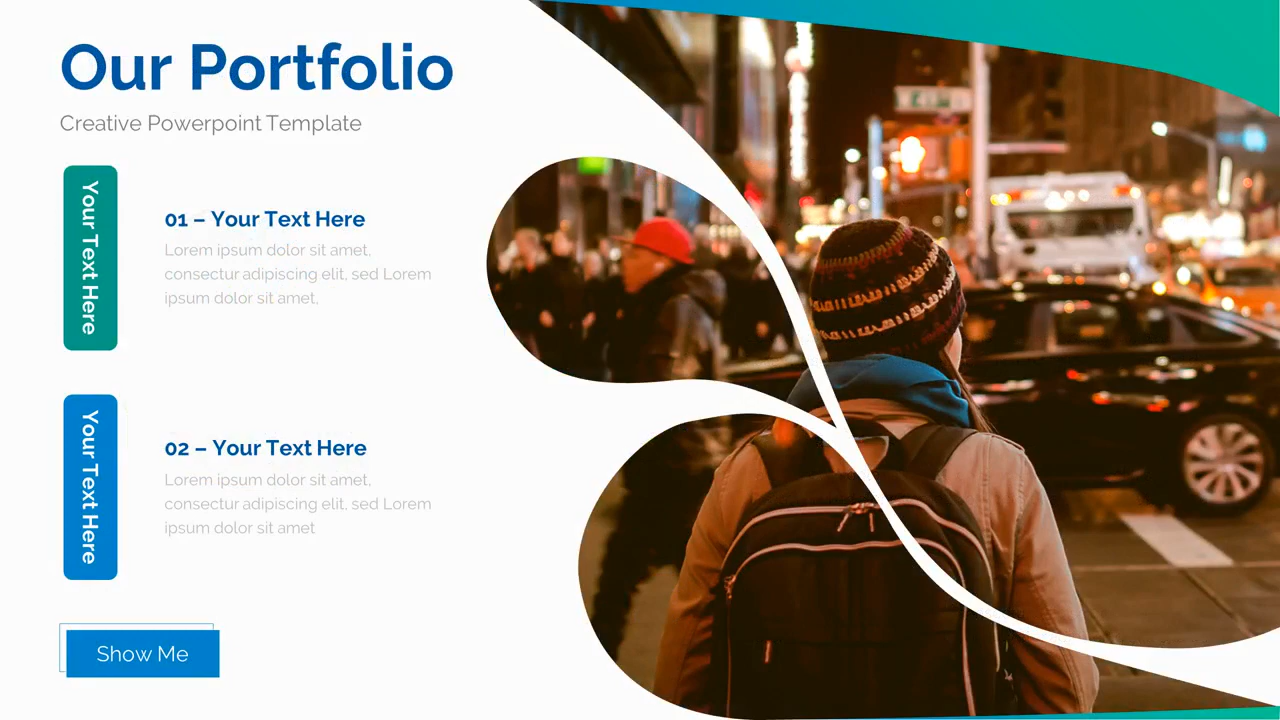 Our Portfolio
Creative Powerpoint Template
Your Text Here
01 – Your Text Here
Lorem ipsum dolor sit amet,
consectur adipiscing elit, sed Lorem
ipsum dolor sit amet,
Your Text Here
02 – Your Text Here
Lorem ipsum dolor sit amet,
consectur adipiscing elit, sed Lorem
ipsum dolor sit amet
Show Me